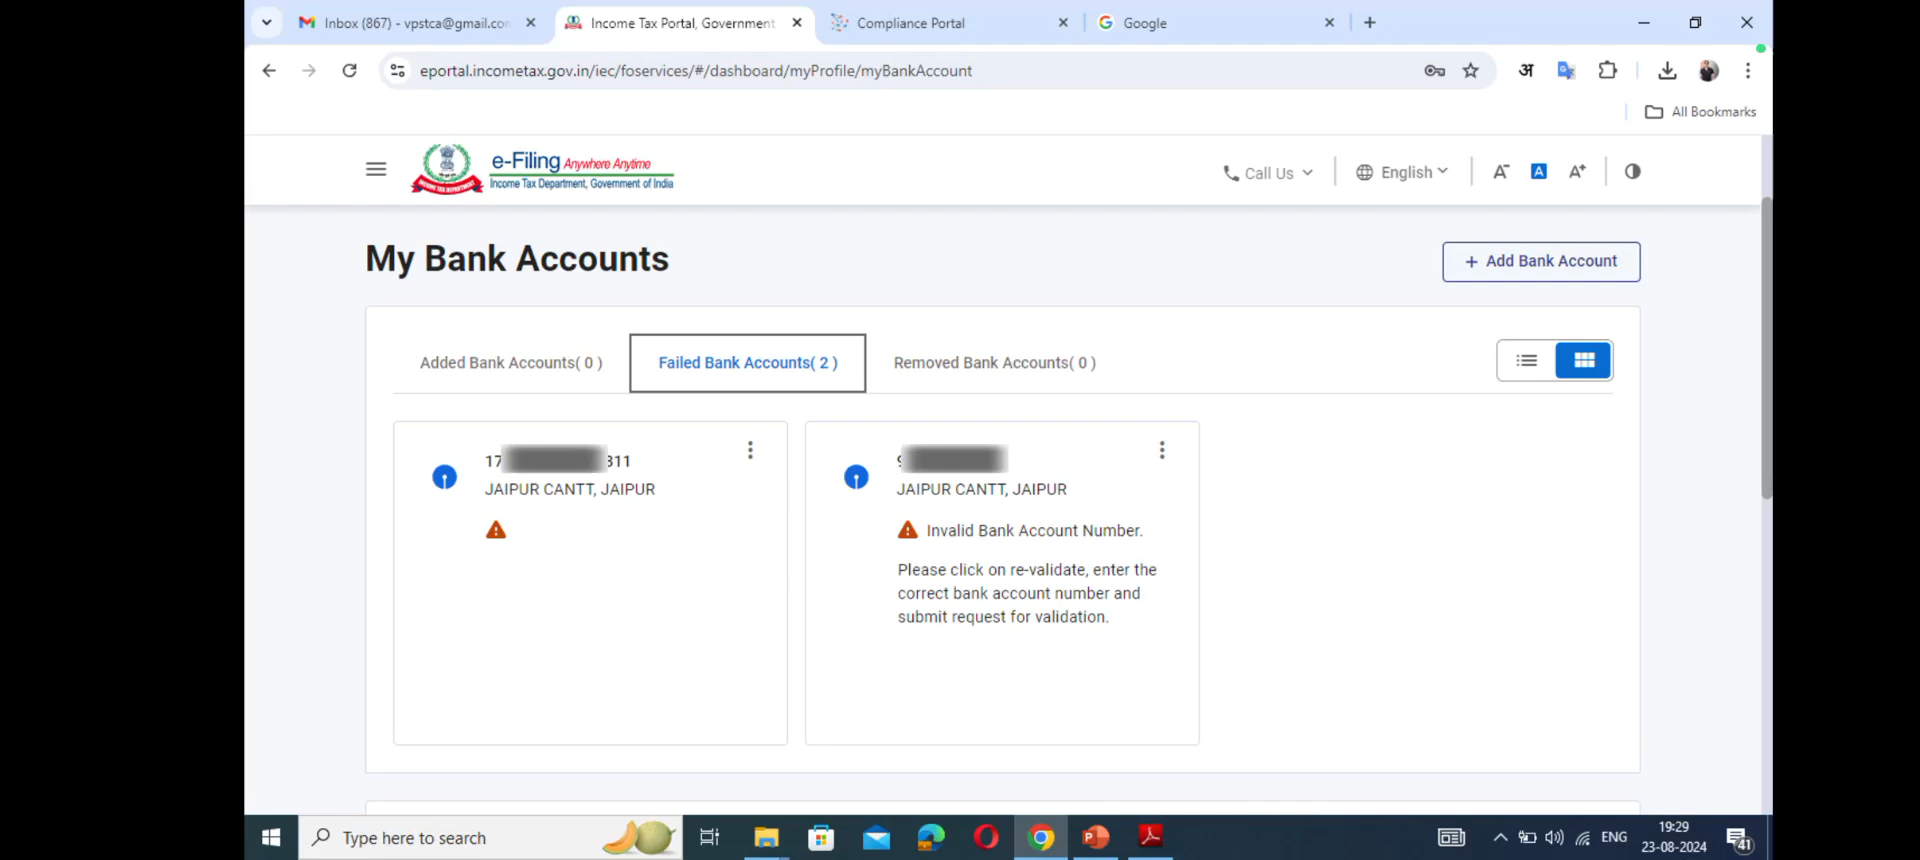 Inbox (867) - vpstca@gmail.con
Income Tax Portal, Government
Compliance Portal
Google
eportal.incometax.gov.in/iec/foservices/#/dashboard/myProfile/myBankAccount
अ
All Bookmarks
e-Filing Anywhere Anytime
Income Tax Department, Government of India
Call Us
English
A-
A
A+
My Bank Accounts
+ Add Bank Account
Added Bank Accounts( 0 )
Failed Bank Accounts( 2 )
Removed Bank Accounts( 0 )
17
311
JAIPUR CANTT, JAIPUR
9
JAIPUR CANTT, JAIPUR
Invalid Bank Account Number.
Please click on re-validate, enter the
correct bank account number and
submit request for validation.
Type here to search
ENG
19:29
23-08-2024
41